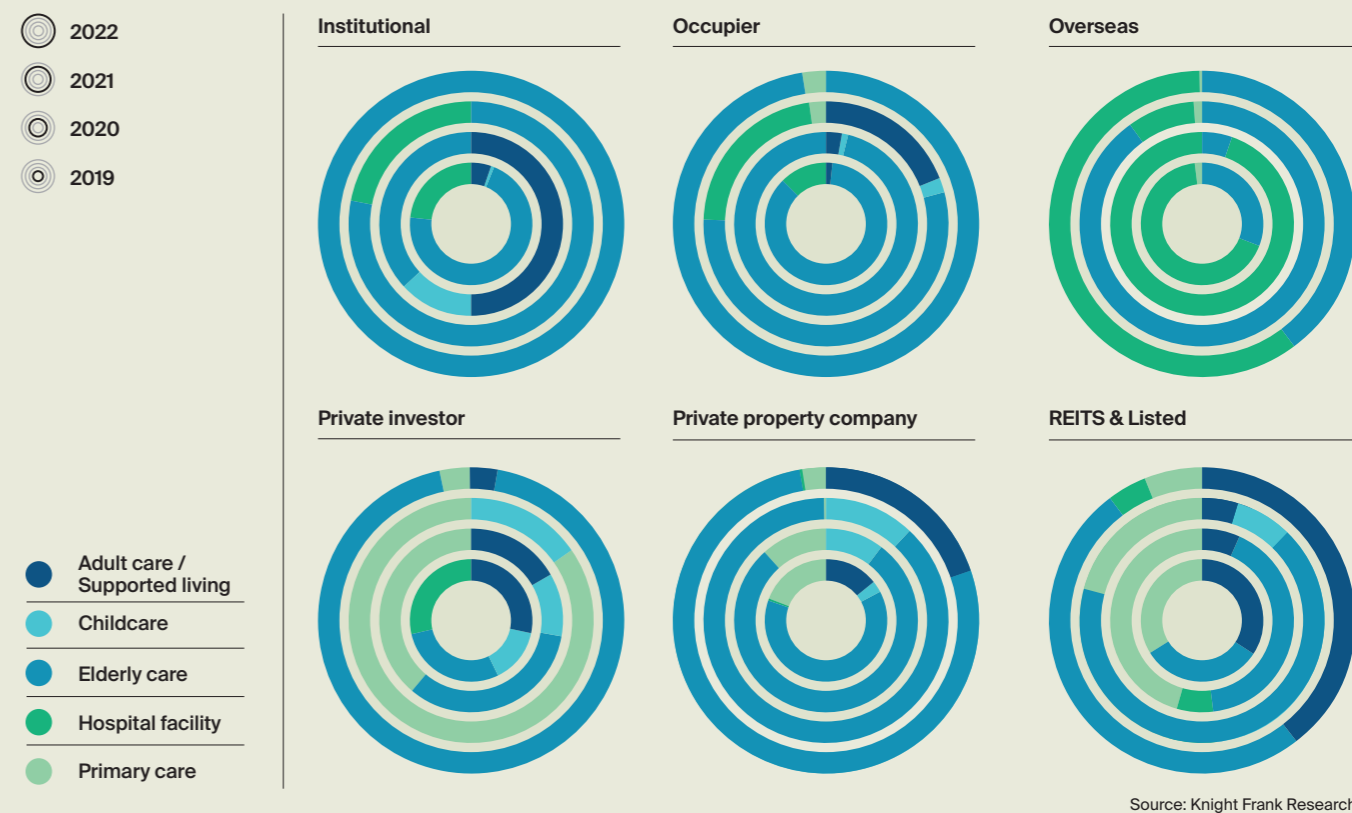 2022
2021
2020
2019
Institutional
Occupier
Overseas
Private investor
Private property company
REITS & Listed
Adult care /
Supported living
Childcare
Elderly care
Hospital facility
Primary care
Source: Knight Frank Research